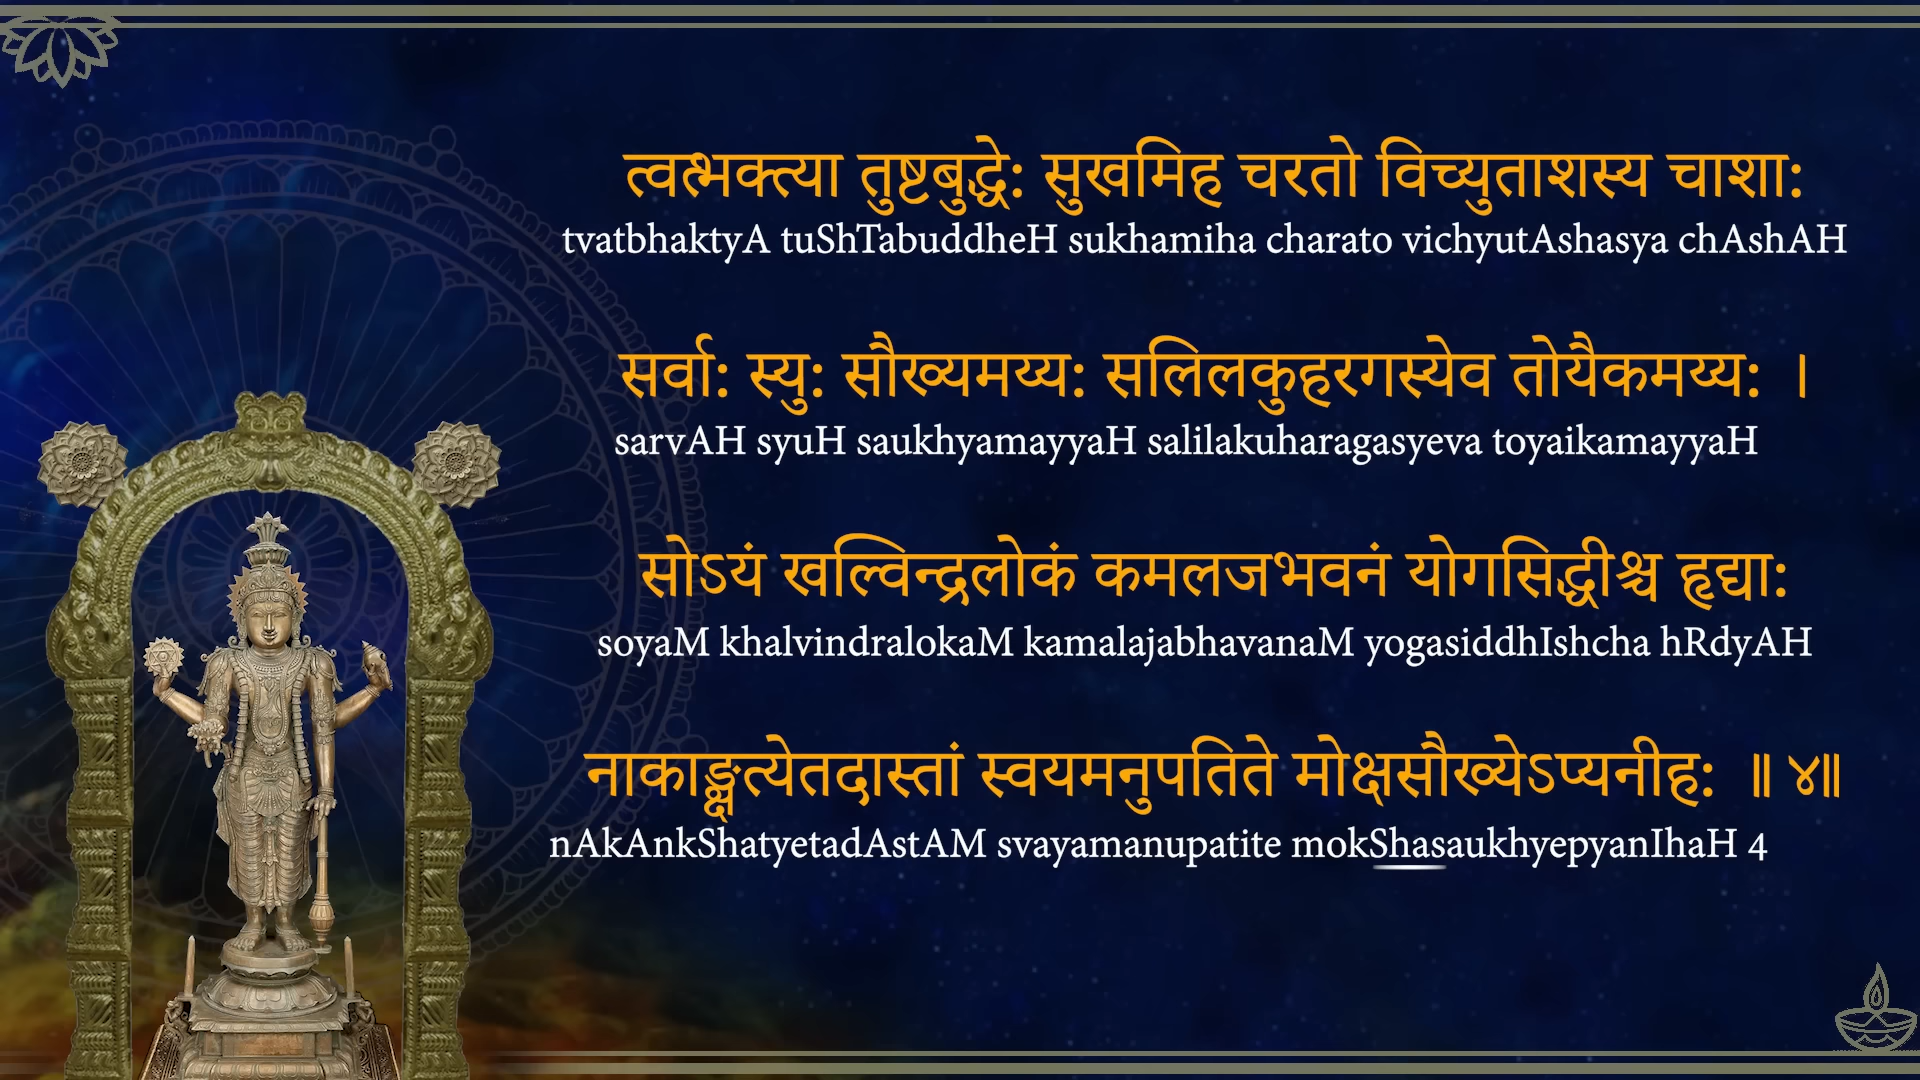 त्वत्भक्त्या तुष्टबुद्धे: सुखमिह चरतो विच्युताशस्य चाशा:
tvatbhaktyA tuShTabuddheH sukhamiha charato vichyutAshasya chAshAH
सर्वा: स्यु: सौख्यमय्य: सलिलकुहरगस्येव तोयैकमय्य: ।
sarvAH syuH saukhyamayyaH salilakuharagasyeva toyaikamayyaH
सोऽयं खल्विन्द्रलोकं कमलजभवनं योगसिद्धीश्च हृद्या:
soyaM khalvindralokaM kamalajabhavanaM yogasiddhIshcha hRdyAH
नाकाङ्क्षत्येतदास्तां स्वयमनुपतिते मोक्षसौख्येऽप्यनीह: ॥ ४॥
nAkAnkShatyetadAstAM svayamanupatite mokShasaukhyepyanIhaH 4